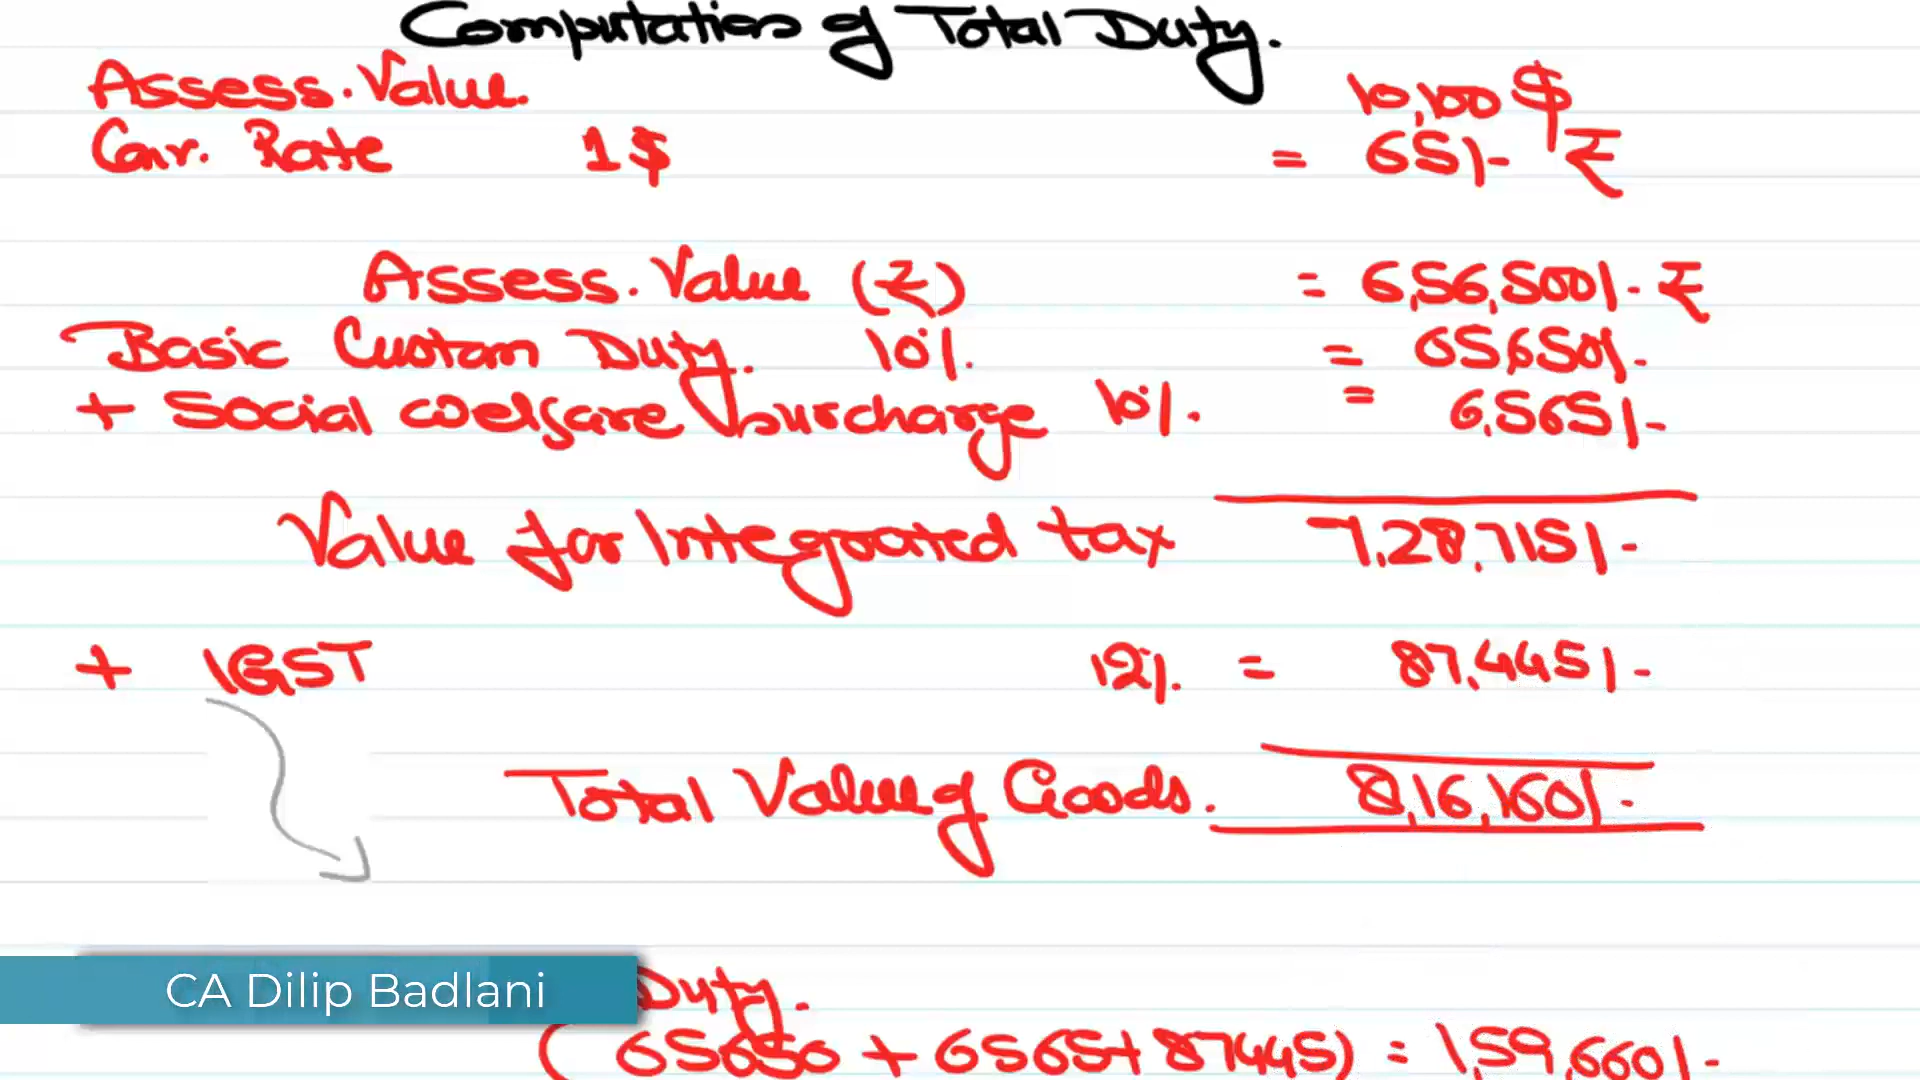 Computation of Total Duty.
Assess. Value. 10,100 $
Conv. Rate 1 $ = 65/- ₹
Assess. Value (₹) = 6,56,500/- ₹
Basic Custom Duty. 10%. = 65,650/-
+ Social Welfare Surcharge 10%. = 6,565/-
Value for Integrated tax 7,28,715/-
+ IGST 12%. = 87,445/-
Total Value of Goods. 8,16,160/-
Duty.
(65650 + 6565 + 87445) = 1,59,660/-
CA Dilip Badlani